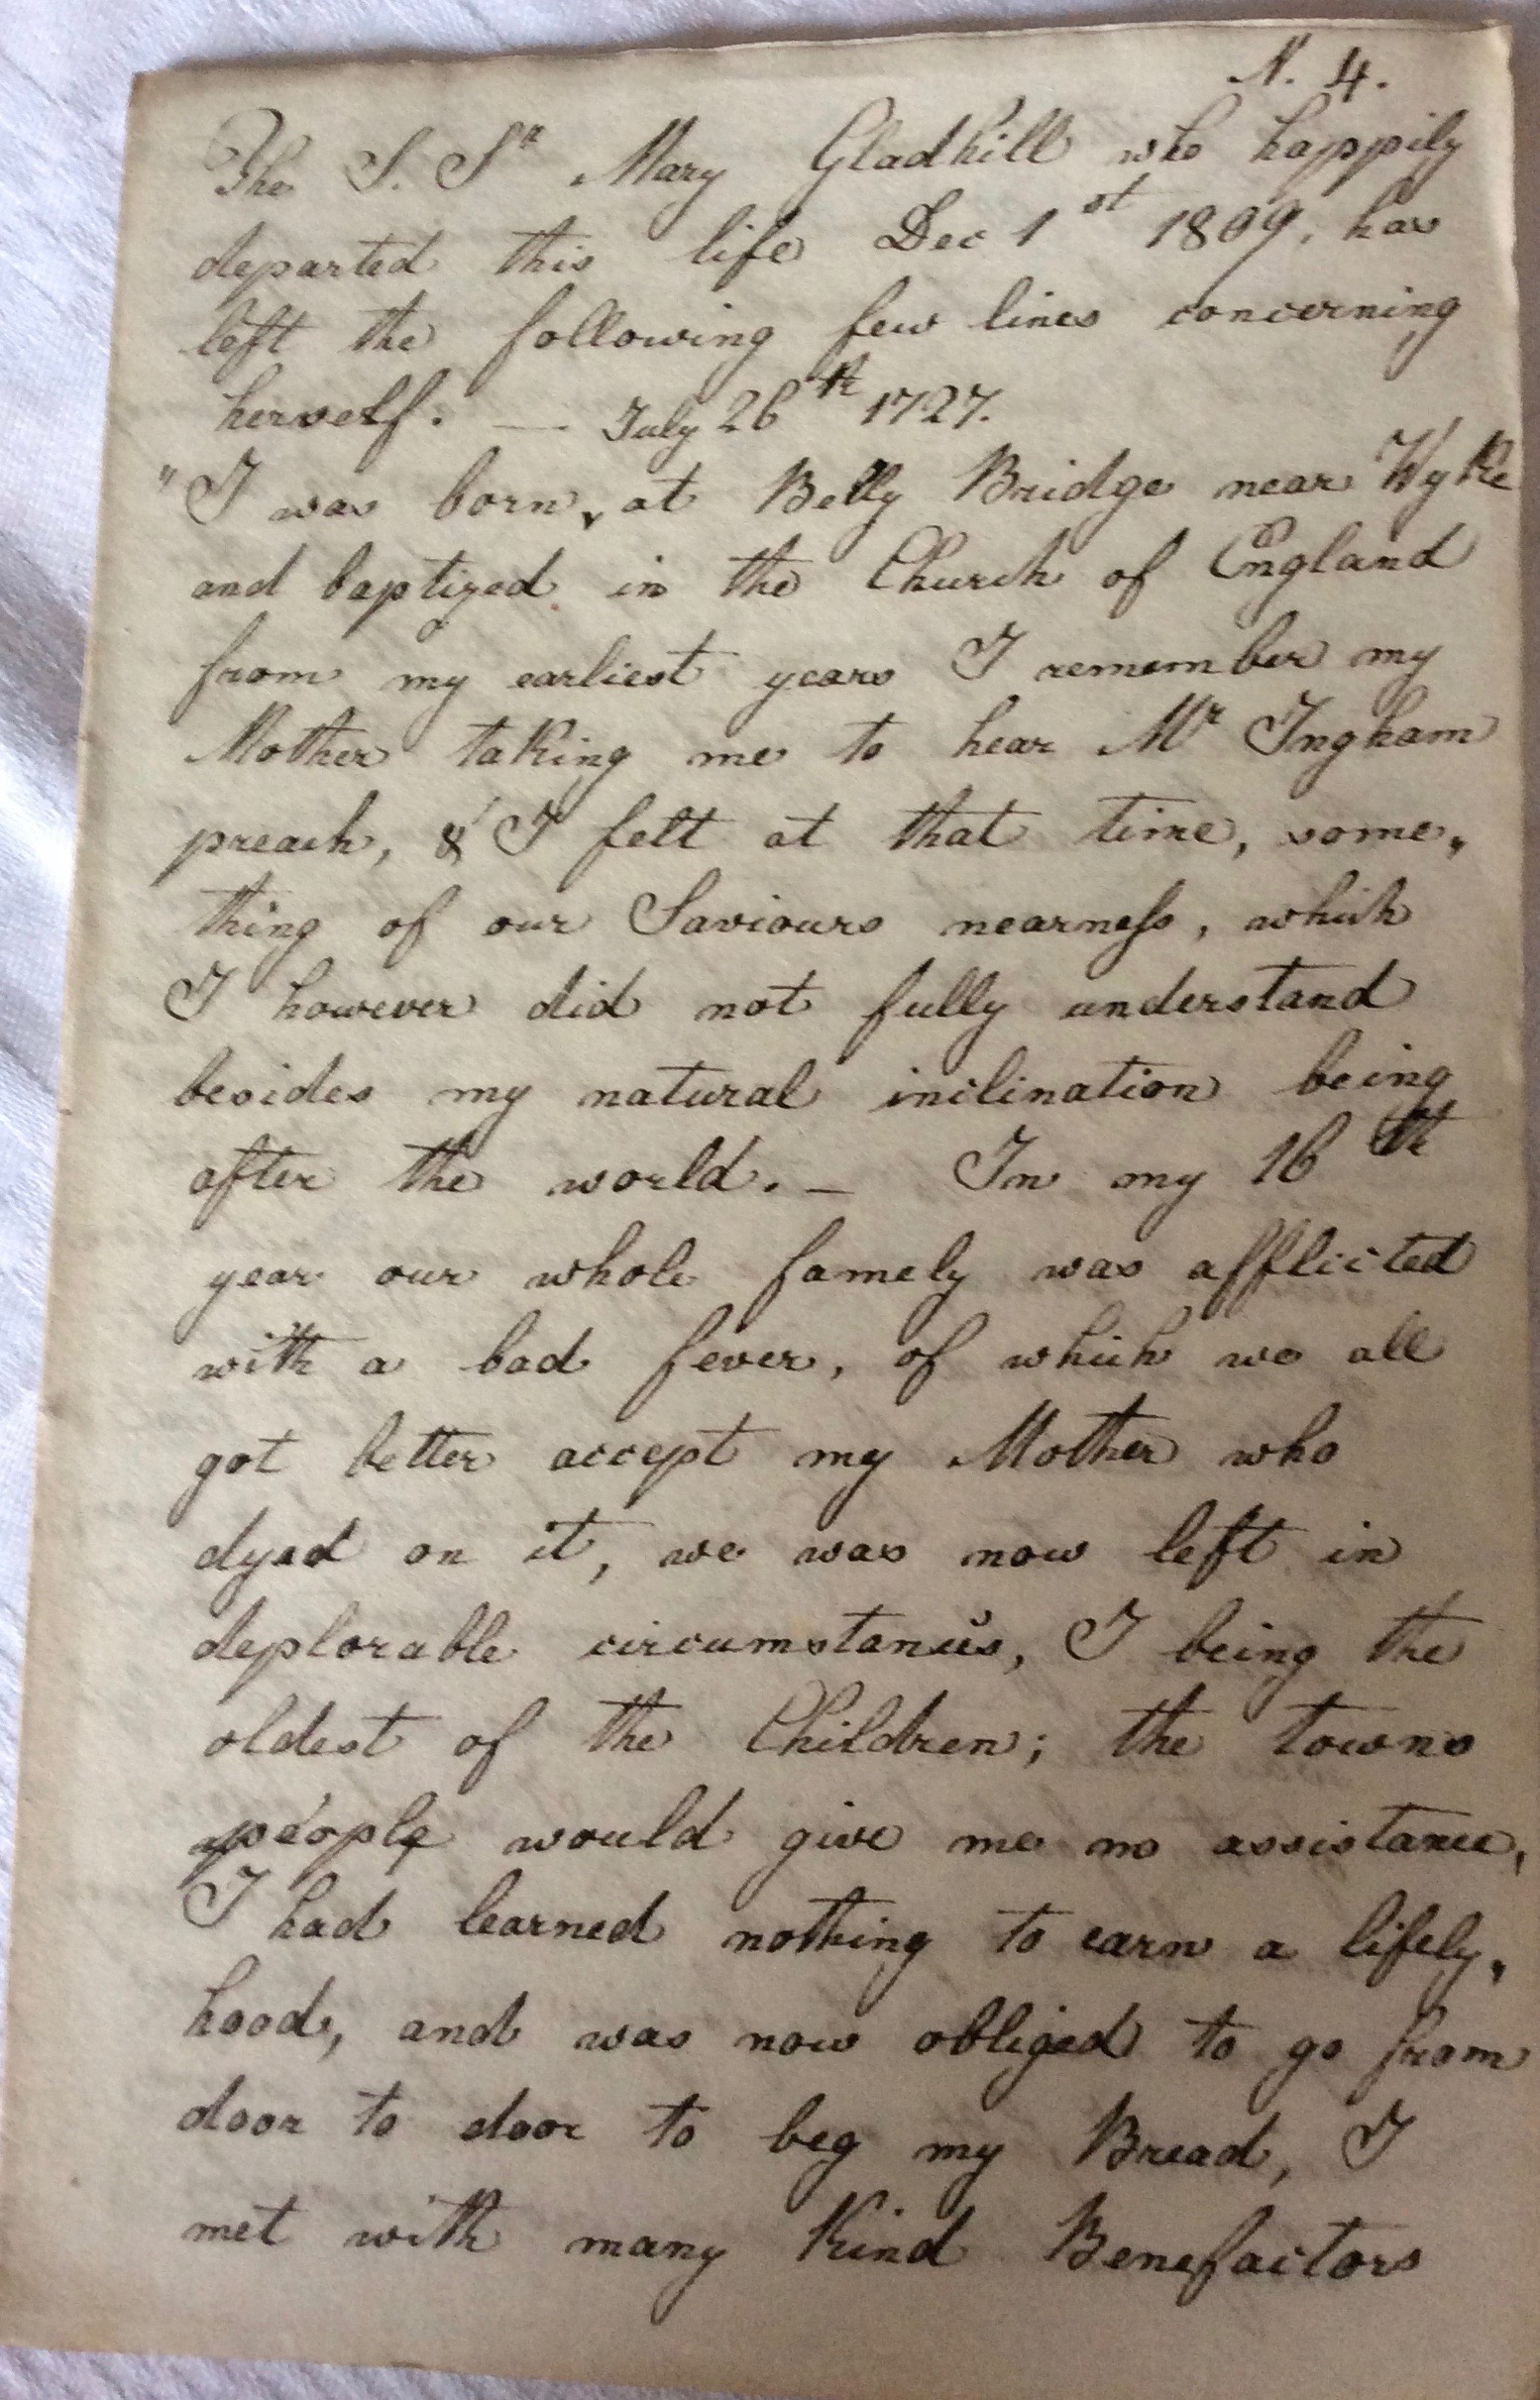 N. 4.
The S. Sr Mary Gladhill who happily
departed this life Dec 1st 1809, has
left the following few lines concerning
herself. — July 26th 1727.
"I was born, at Belly Bridge near Wyke
and baptized in the Church of England
from my earliest years I remember my
Mother taking me to hear Mr Ingham
preach, & I felt at that time, some„
thing of our Saviours nearness, which
I however did not fully understand
besides my natural inclination being
after the world. – In my 16th
year our whole famely was afflicted
with a bad fever, of which we all
got better accept my Mother who
dyed on it, we was now left in
deplorable circumstances, I being the
oldest of the Children; the towns
people would give me no assistance,
I had learned nothing to earn a lifely„
hood, and was now obliged to go from
door to door to beg my Bread, I
met with many Kind Benefactors